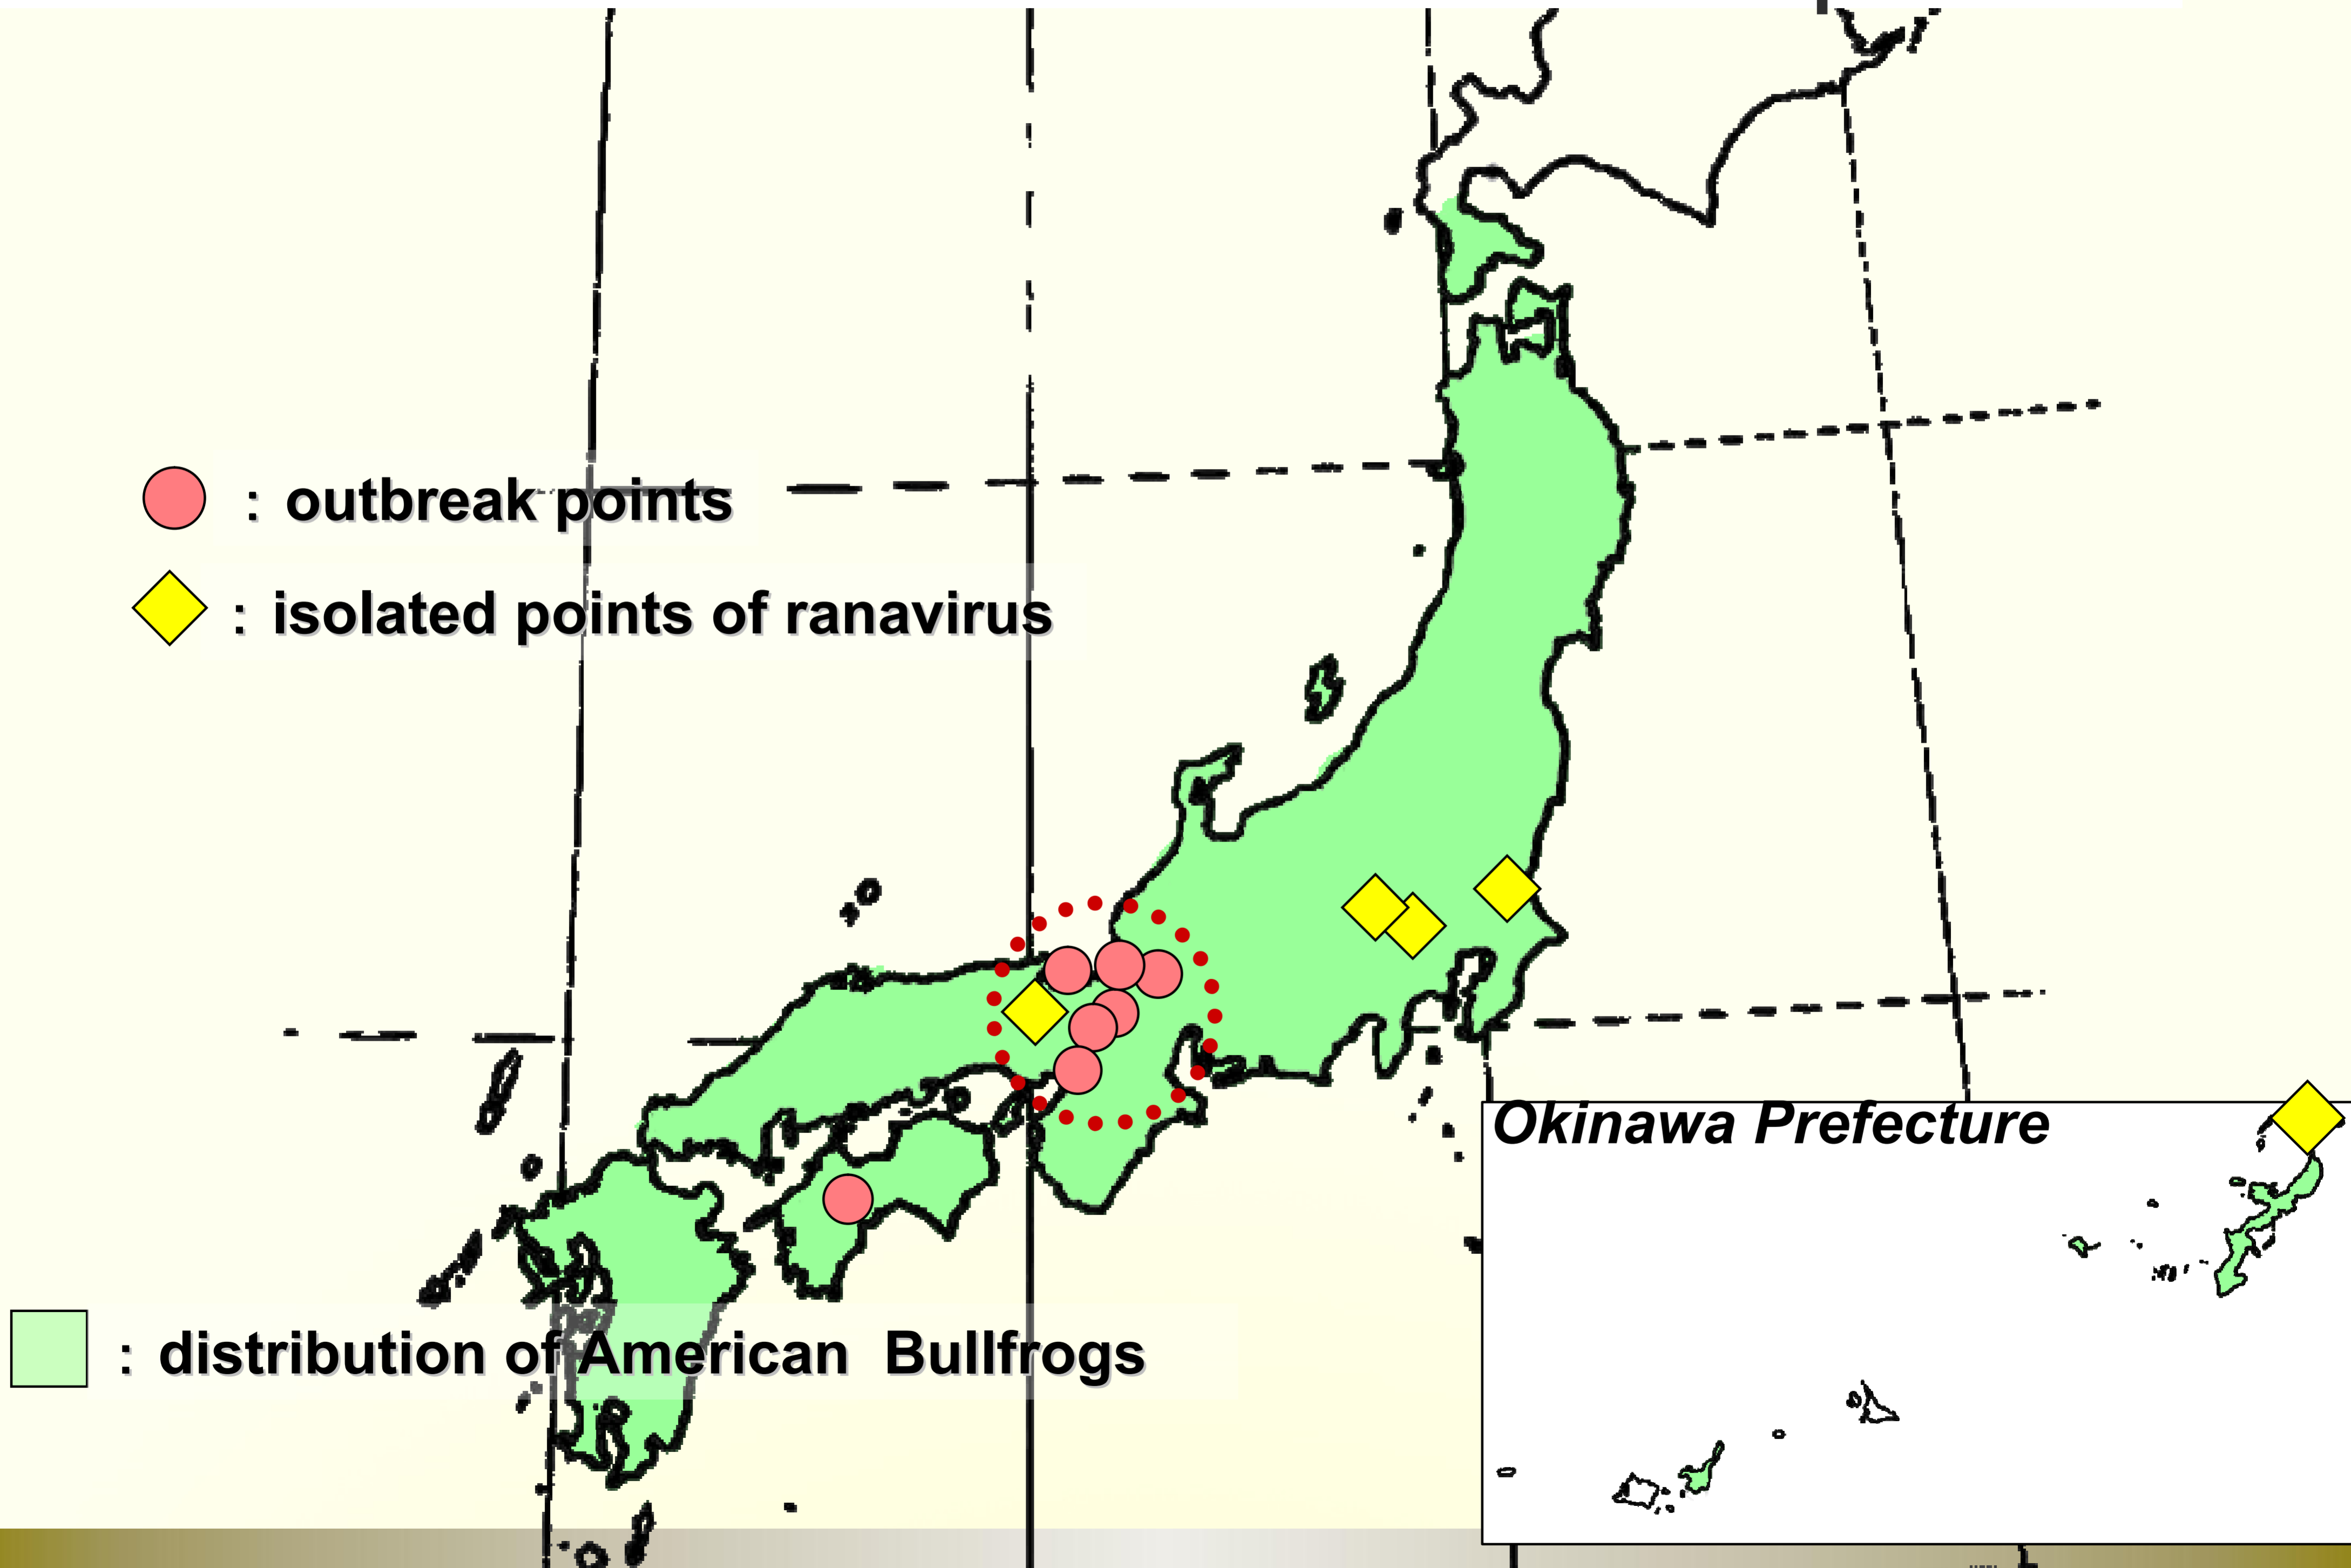 : outbreak points
: isolated points of ranavirus
Okinawa Prefecture
: distribution of American Bullfrogs